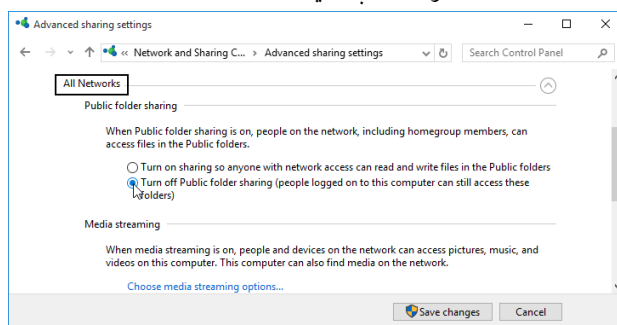 Advanced sharing settings
« Network and Sharing C... > Advanced sharing settings
Search Control Panel
All Networks
Public folder sharing
When Public folder sharing is on, people on the network, including homegroup members, can
access files in the Public folders.
Turn on sharing so anyone with network access can read and write files in the Public folders
Turn off Public folder sharing (people logged on to this computer can still access these
folders)
Media streaming
When media streaming is on, people and devices on the network can access pictures, music, and
videos on this computer. This computer can also find media on the network.
Choose media streaming options...
Save changes
Cancel